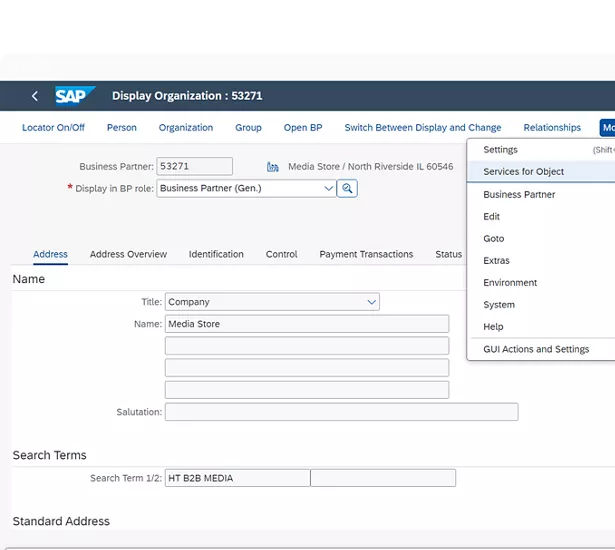 SAP Display Organization : 53271
Locator On/Off Person Organization Group Open BP Switch Between Display and Change Relationships Mo
Settings (Shift+
Business Partner: 53271 Media Store / North Riverside IL 60546
Services for Object
* Display in BP role: Business Partner (Gen.)
Business Partner
Edit
Goto
Address Address Overview Identification Control Payment Transactions Status
Extras
Name
Environment
Title: Company
System
Name: Media Store
Help
GUI Actions and Settings
Salutation:
Search Terms
Search Term 1/2: HT B2B MEDIA
Standard Address